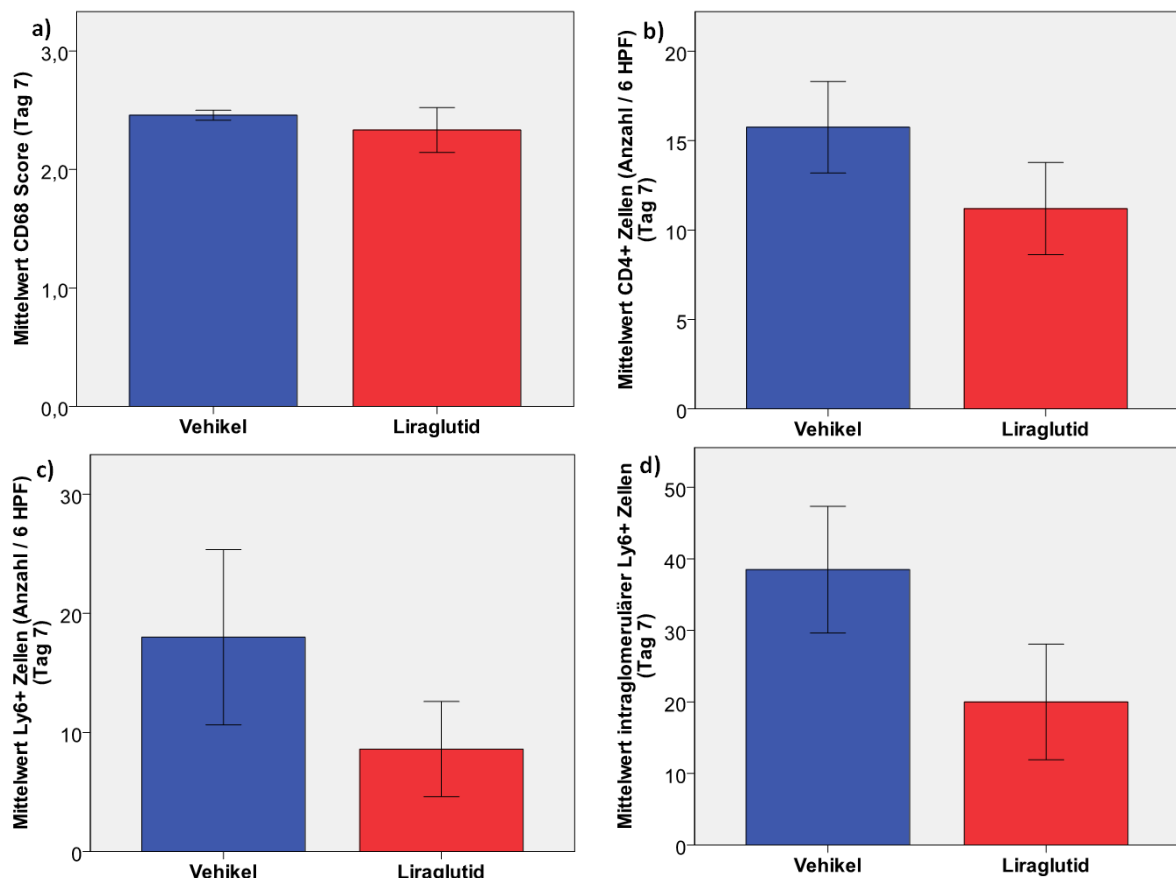 a)
Mittelwert CD68 Score (Tag 7)
3,0
2,0
1,0
0,0
Vehikel
Liraglutid
b)
Mittelwert CD4+ Zellen (Anzahl / 6 HPF)
(Tag 7)
20
15
10
5
0
Vehikel
Liraglutid
c)
Mittelwert Ly6+ Zellen (Anzahl / 6 HPF)
(Tag 7)
30
20
10
0
Vehikel
Liraglutid
d)
Mittelwert intraglomerulärer Ly6+ Zellen
(Tag 7)
50
40
30
20
10
0
Vehikel
Liraglutid